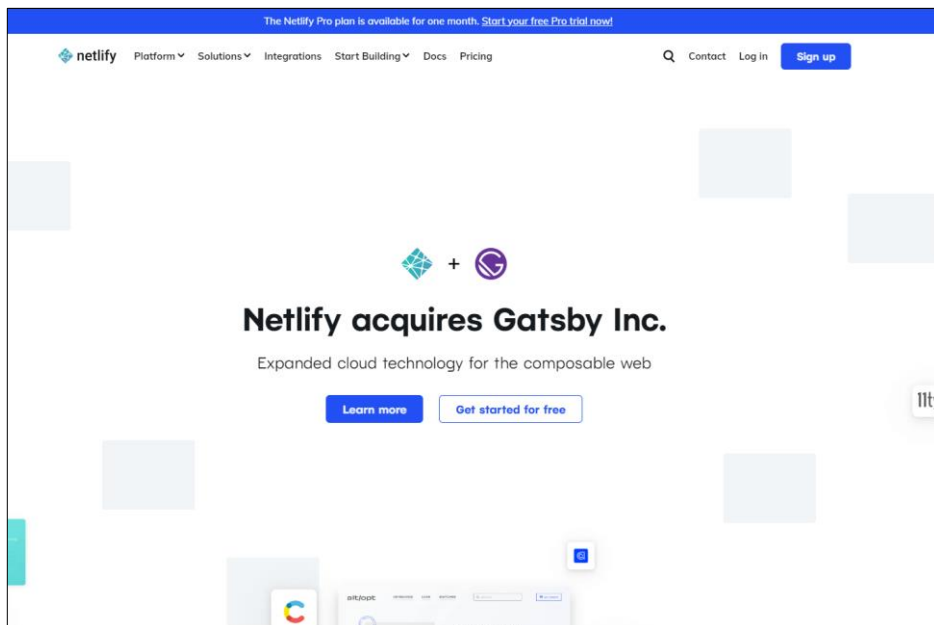 The Netlify Pro plan is available for one month. Start your free Pro trial now!
netlify Platform Solutions Integrations Start Building Docs Pricing Contact Log in Sign up
+
Netlify acquires Gatsby Inc.
Expanded cloud technology for the composable web
Learn more Get started for free
11t
alt/opt